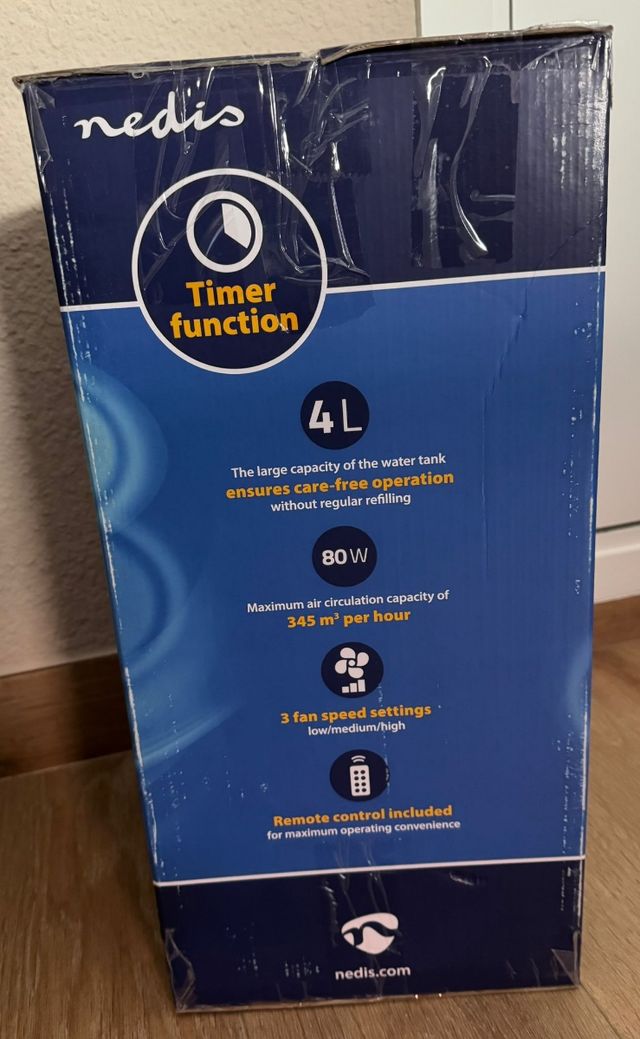 nedis
Timer
function
4 L
The large capacity of the water tank
ensures care-free operation
without regular refilling
80 W
Maximum air circulation capacity of
345 m³ per hour
3 fan speed settings
low/medium/high
Remote control included
for maximum operating convenience
nedis.com